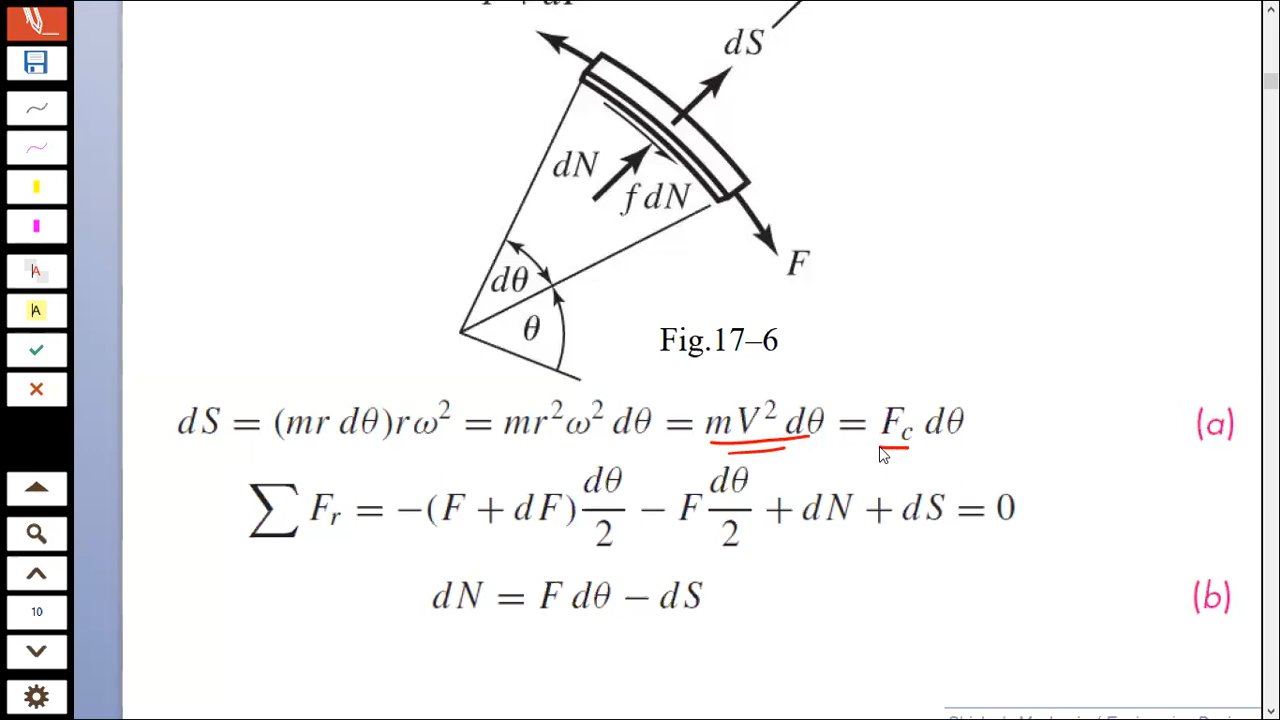 dS
dN
f dN
F
dθ
θ
Fig.17–6
dS = (mr dθ)rω² = mr²ω² dθ = mV² dθ = F_c dθ (a)
∑ F_r = −(F + dF) dθ/2 − F dθ/2 + dN + dS = 0
dN = F dθ − dS (b)
A
A
10